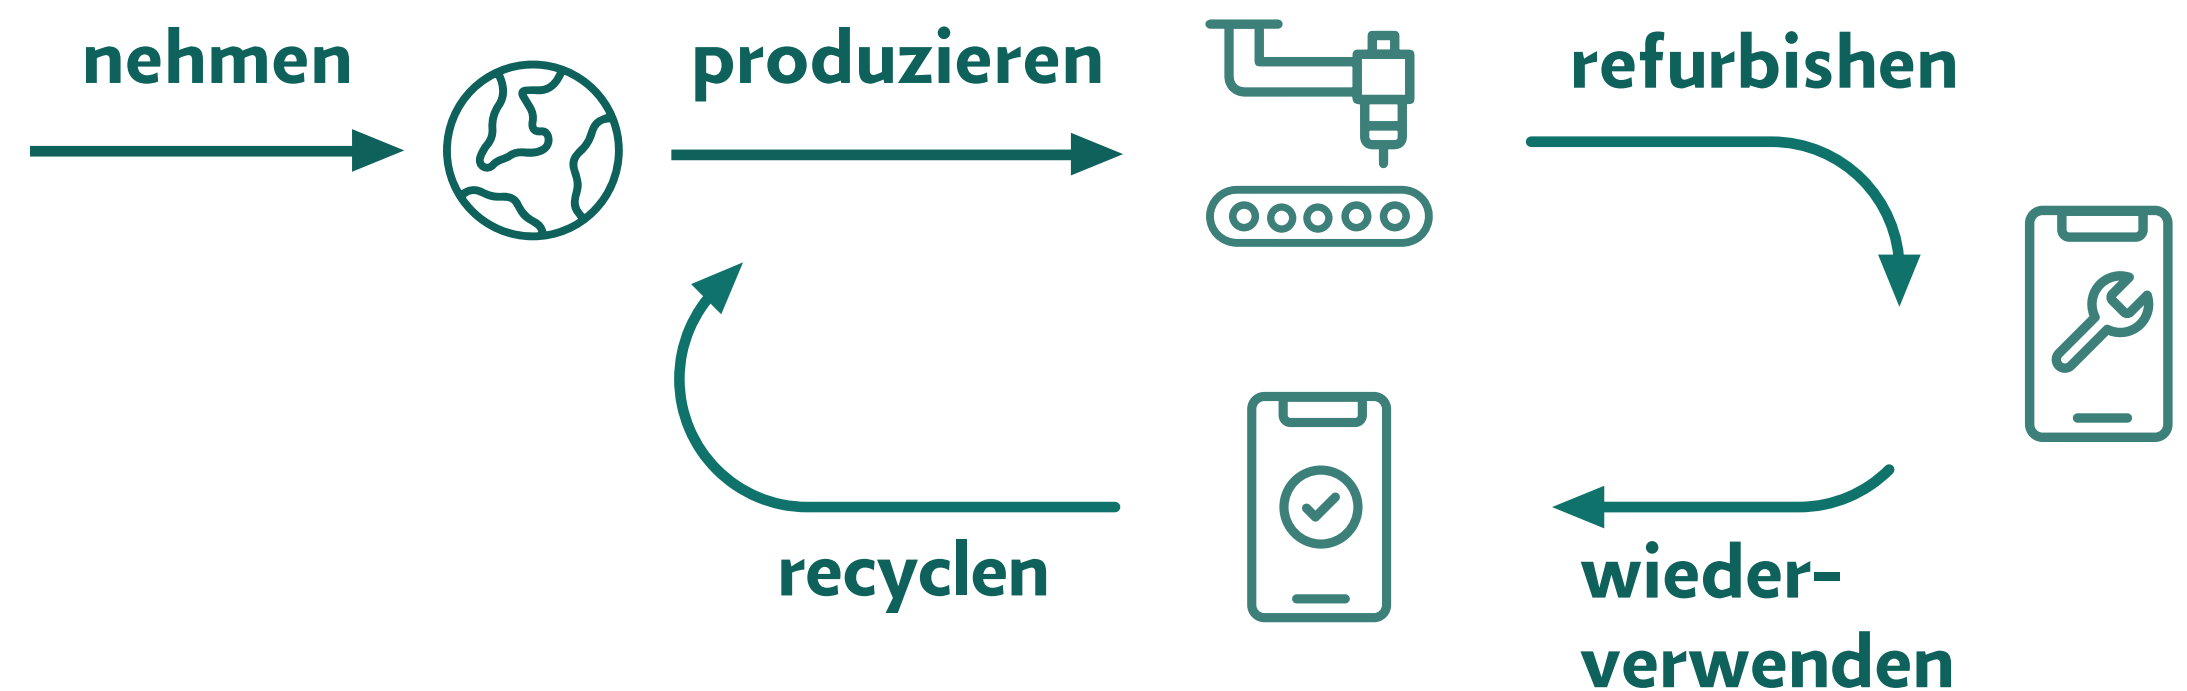 nehmen
produzieren
refurbishen
recyclen
wieder-
verwenden